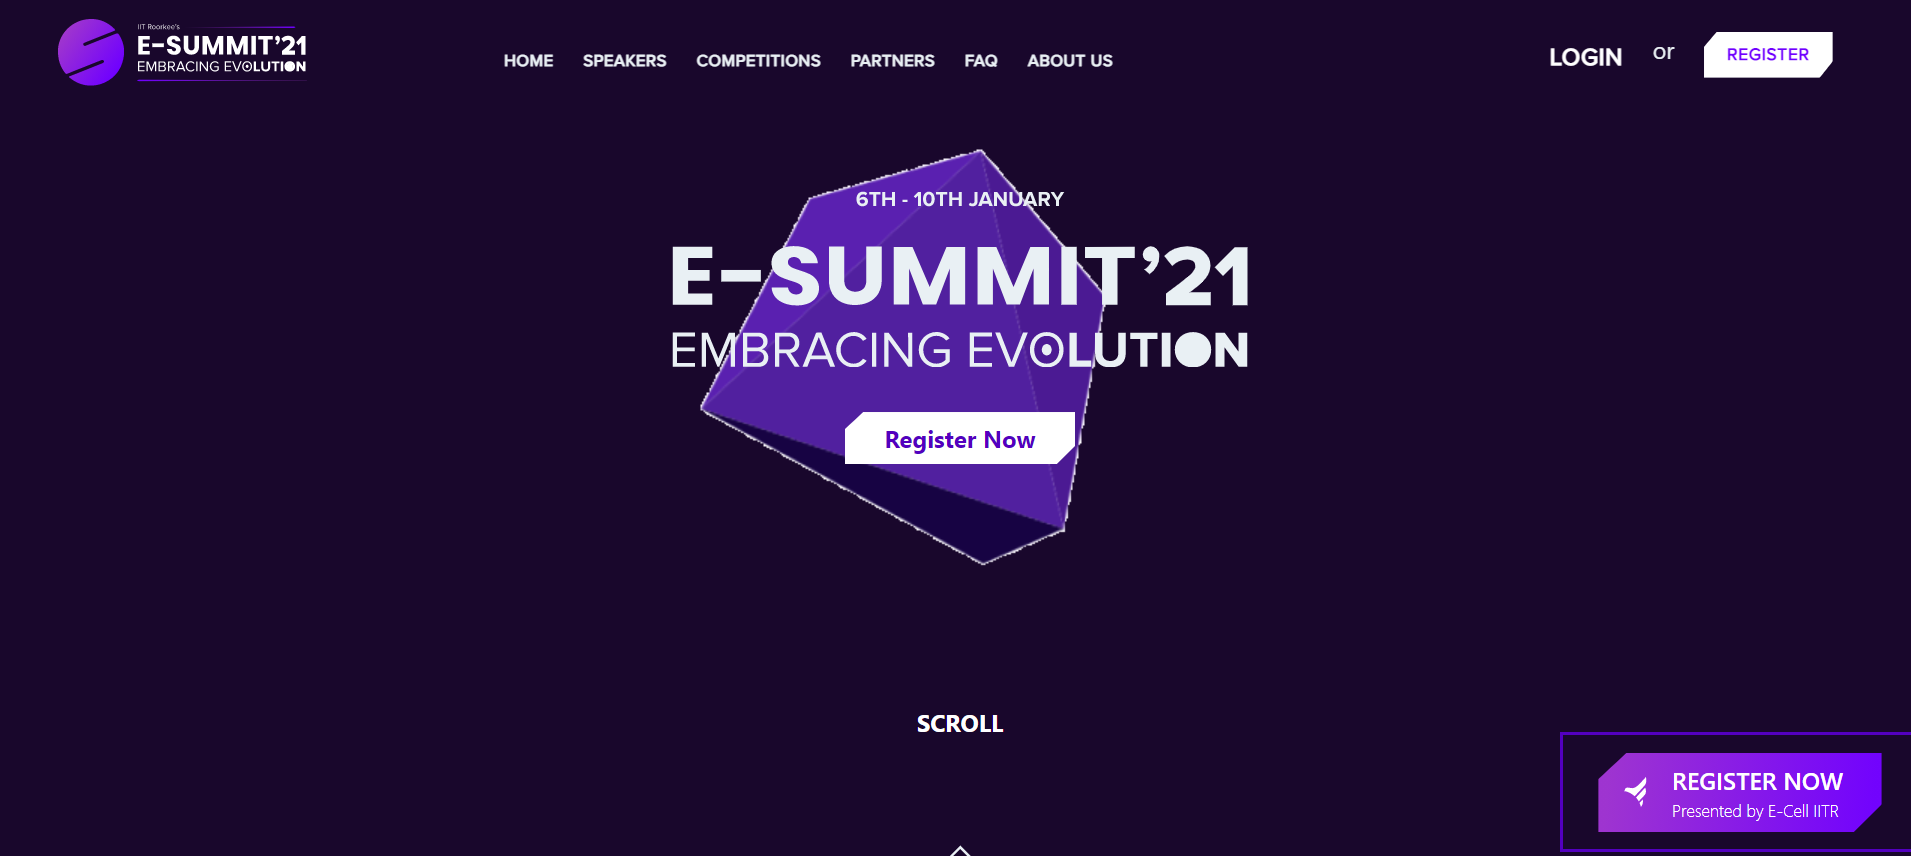 IIT Roorkee's
E-SUMMIT'21
EMBRACING EVOLUTION
HOME SPEAKERS COMPETITIONS PARTNERS FAQ ABOUT US
LOGIN or REGISTER
6TH - 10TH JANUARY
E-SUMMIT'21
EMBRACING EVOLUTION
Register Now
SCROLL
REGISTER NOW
Presented by E-Cell IITR